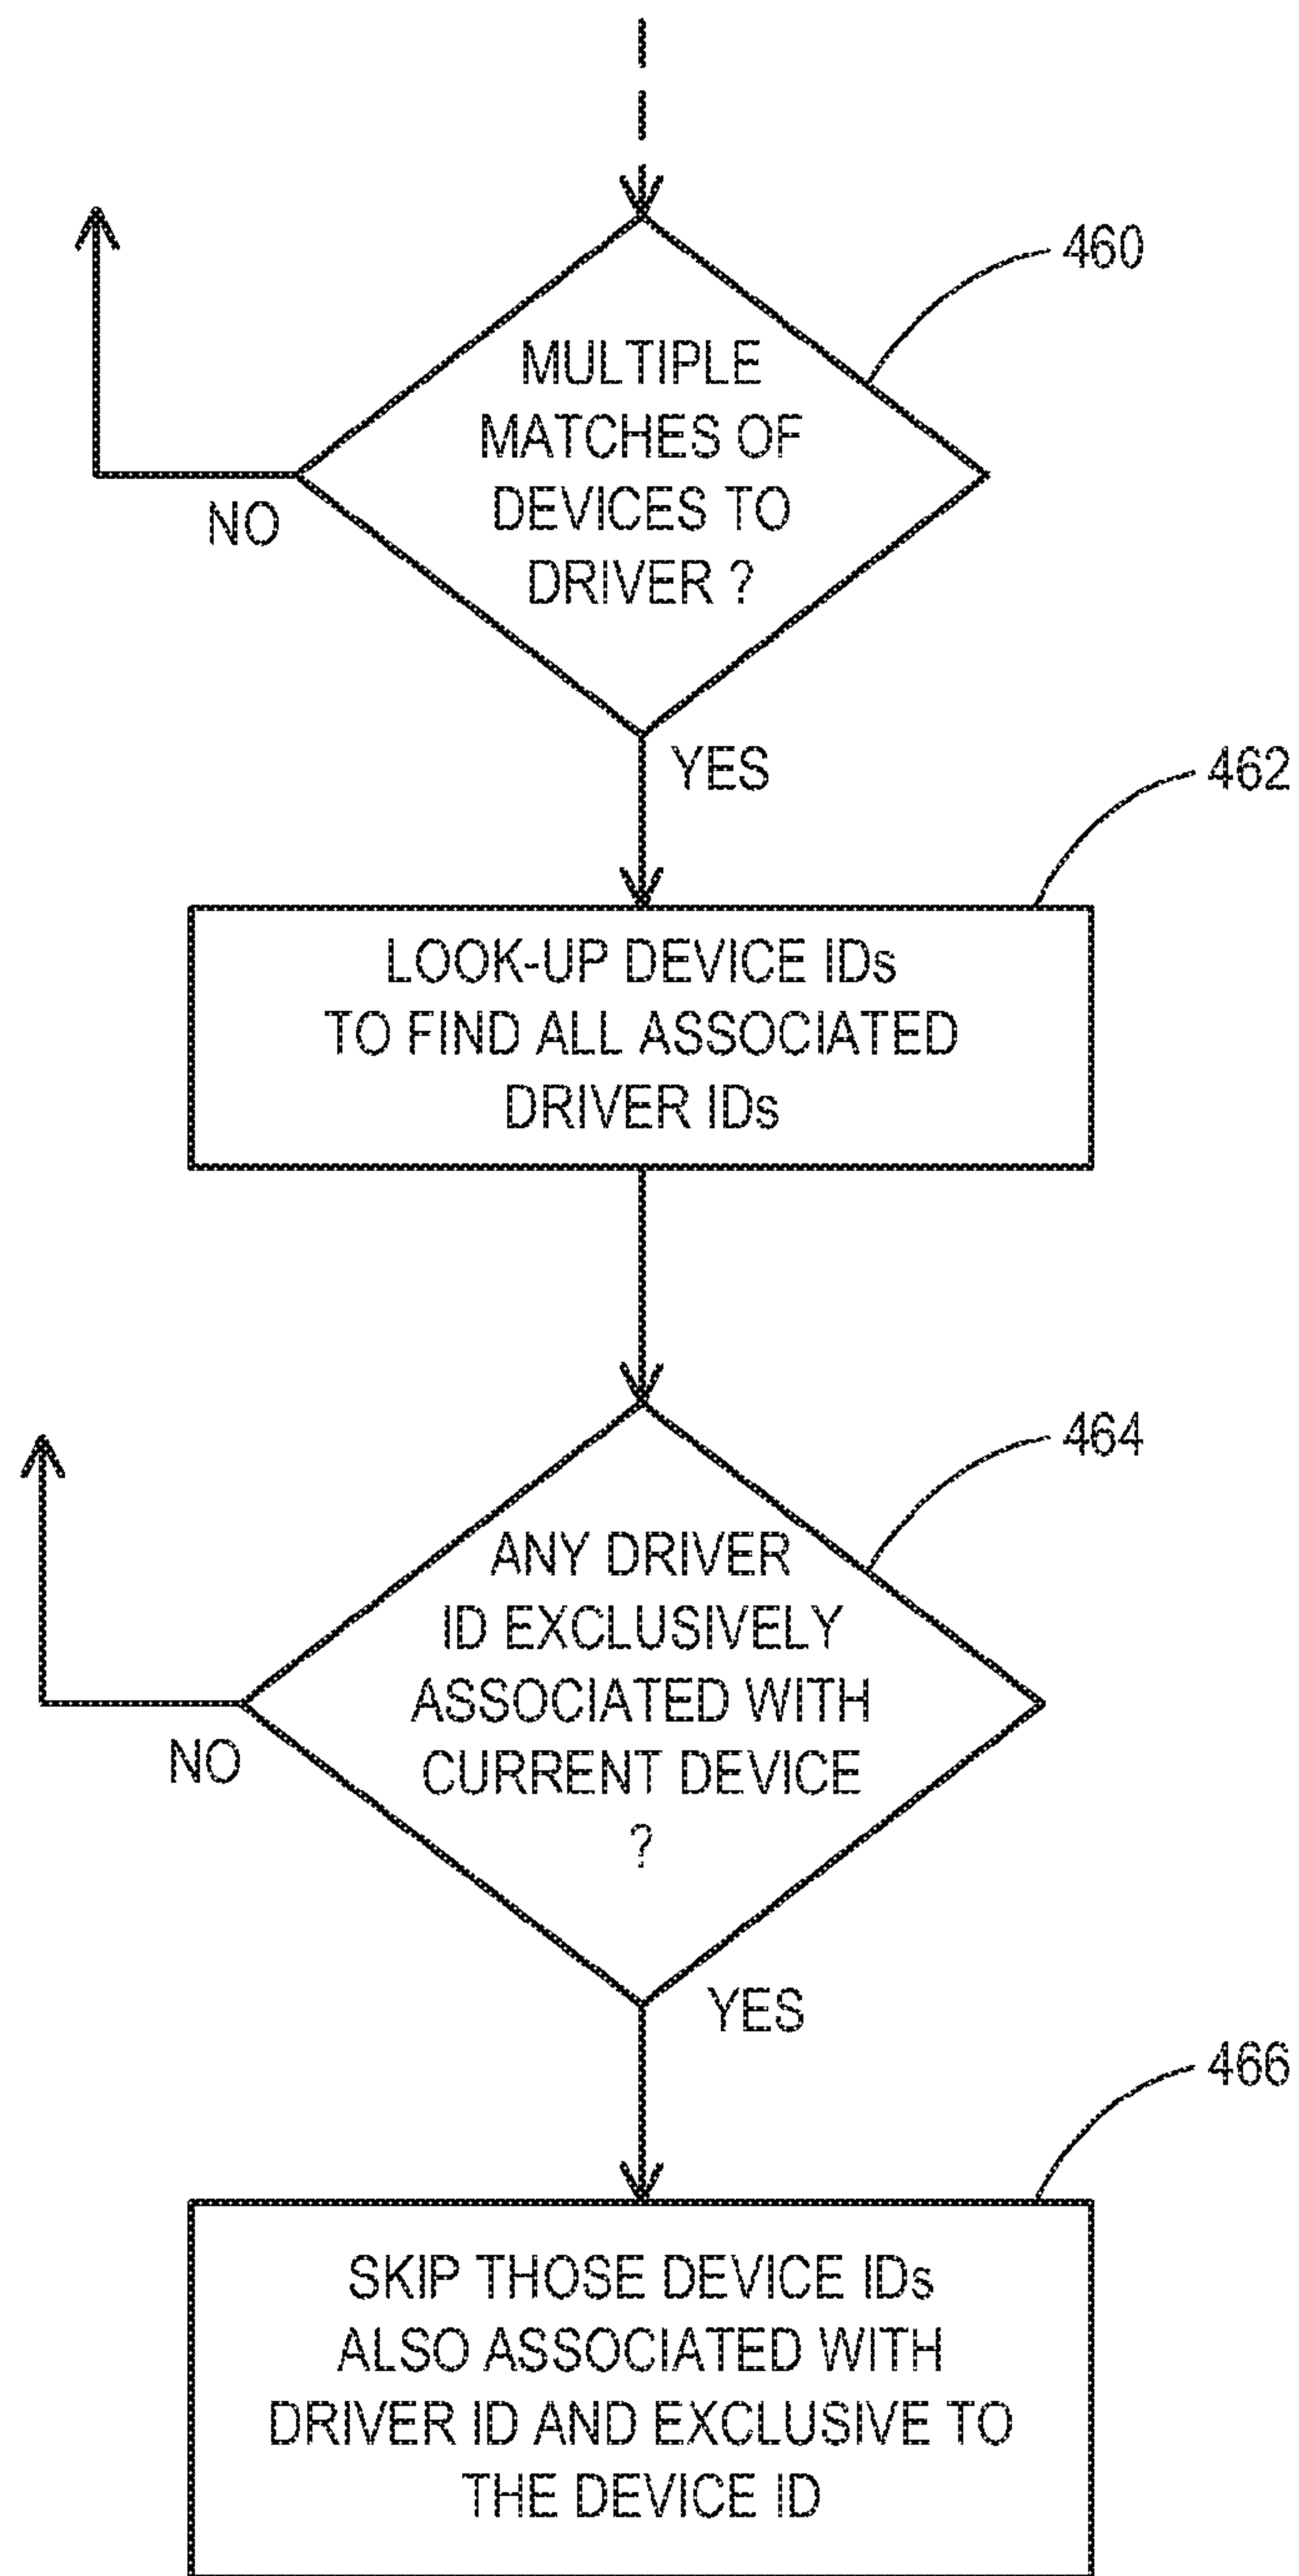 460
MULTIPLE
MATCHES OF
DEVICES TO
DRIVER ?
NO
YES
462
LOOK-UP DEVICE IDs
TO FIND ALL ASSOCIATED
DRIVER IDs
464
ANY DRIVER
ID EXCLUSIVELY
ASSOCIATED WITH
CURRENT DEVICE
?
NO
YES
466
SKIP THOSE DEVICE IDs
ALSO ASSOCIATED WITH
DRIVER ID AND EXCLUSIVE TO
THE DEVICE ID